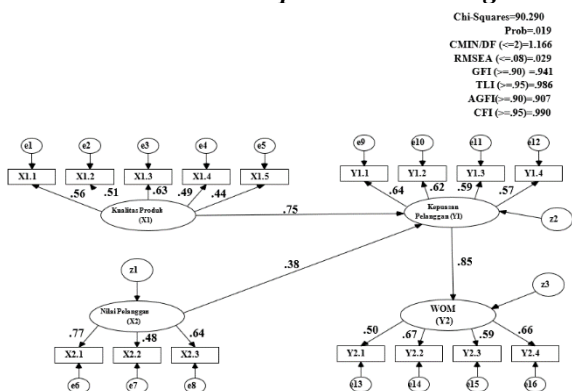 Chi-Squares=90.290
Prob=.019
CMIN/DF (<=2)=1.166
RMSEA (<=.08)=.029
GFI (>=.90) =.941
TLI (>=.95)=.986
AGFI(>=.90)=.907
CFI (>=.95)=.990
e1 e2 e3 e4 e5
X1.1 X1.2 X1.3 X1.4 X1.5
.56 .51 .63 .49 .44
Kualitas Produk
(X1)
e9 e10 e11 e12
Y1.1 Y1.2 Y1.3 Y1.4
.64 .62 .59 .57
Kepuasan
Pelanggan (Y1)
z2
.75
.38
.85
z1
Nilai Pelanggan
(X2)
.77 .48 .64
X2.1 X2.2 X2.3
e6 e7 e8
z3
WOM
(Y2)
.50 .67 .59 .66
Y2.1 Y2.2 Y2.3 Y2.4
e13 e14 e15 e16